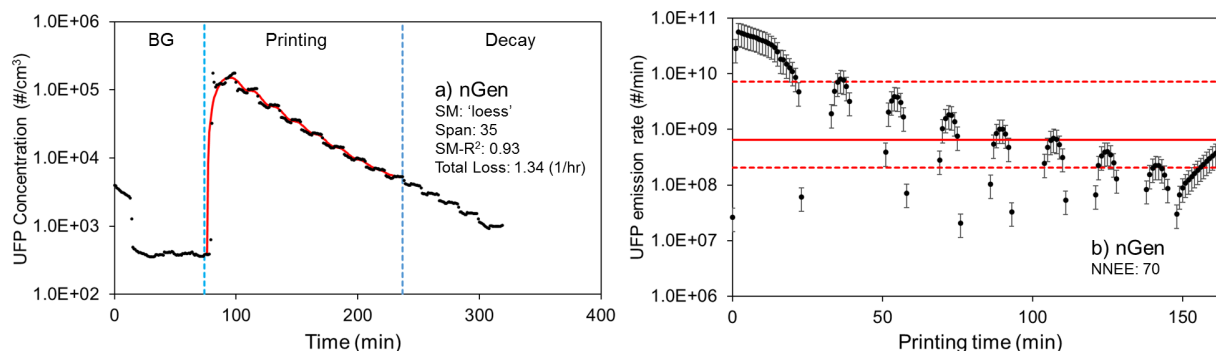 1.0E+06
1.0E+05
1.0E+04
1.0E+03
1.0E+02
UFP Concentration (#/cm³)
BG
Printing
Decay
a) nGen
SM: 'loess'
Span: 35
SM-R²: 0.93
Total Loss: 1.34 (1/hr)
0
100
200
300
400
Time (min)
1.0E+11
1.0E+10
1.0E+09
1.0E+08
1.0E+07
1.0E+06
UFP emission rate (#/min)
b) nGen
NNEE: 70
0
50
100
150
Printing time (min)